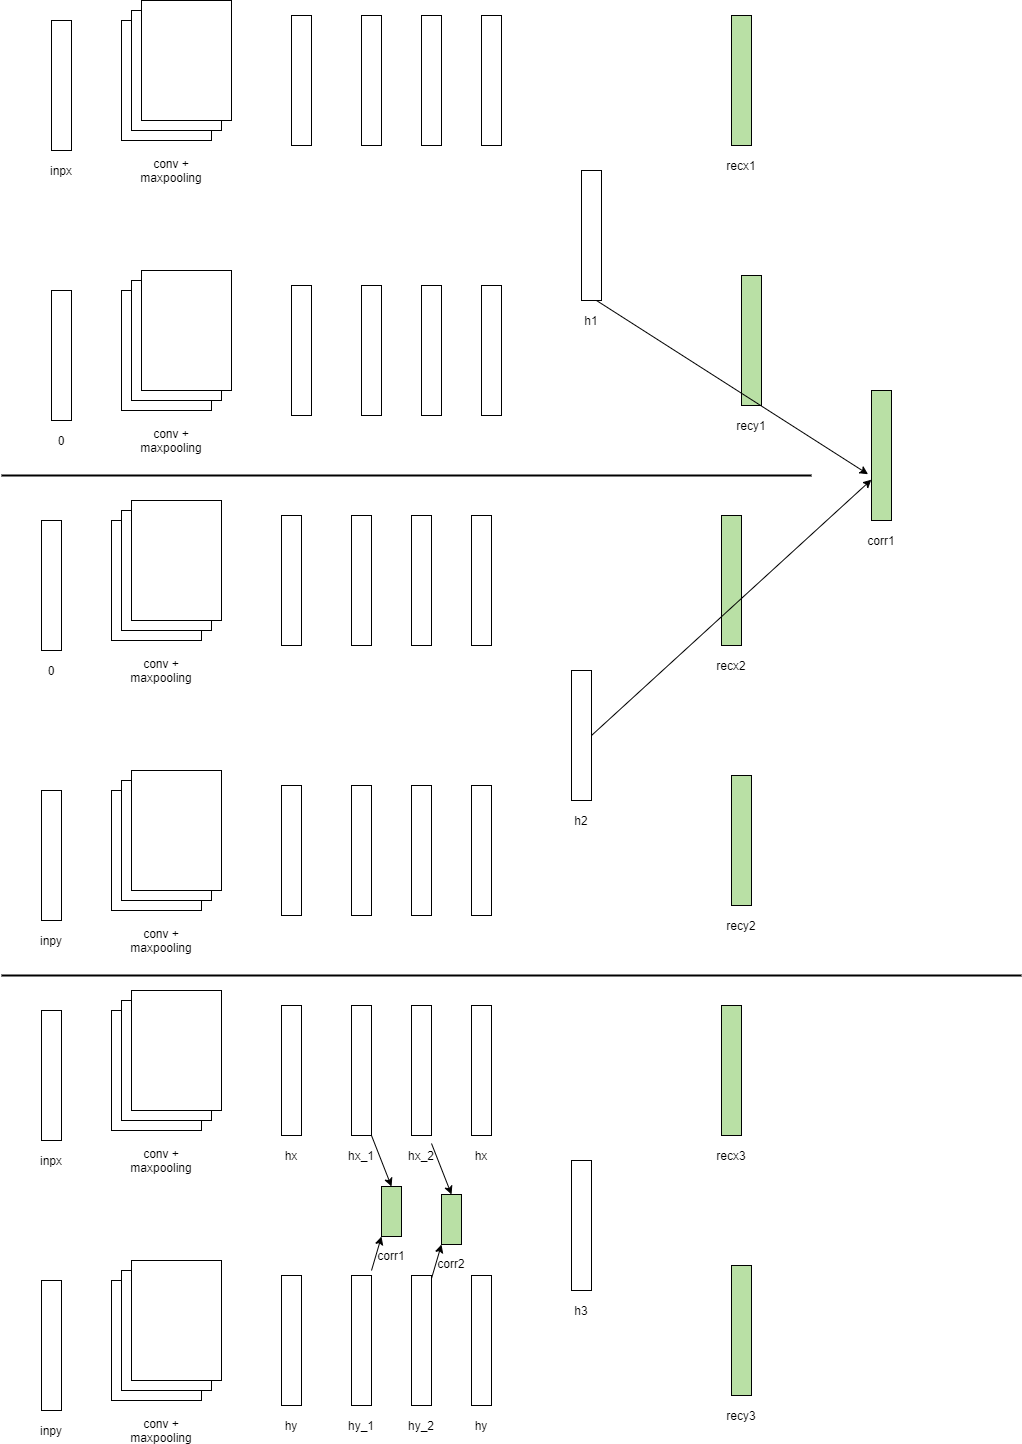 inpx
conv +
maxpooling
recx1
h1
0
conv +
maxpooling
recy1
corr1
0
conv +
maxpooling
recx2
h2
inpy
conv +
maxpooling
recy2
inpx
conv +
maxpooling
hx
hx_1
hx_2
hx
recx3
corr1
corr2
h3
inpy
conv +
maxpooling
hy
hy_1
hy_2
hy
recy3